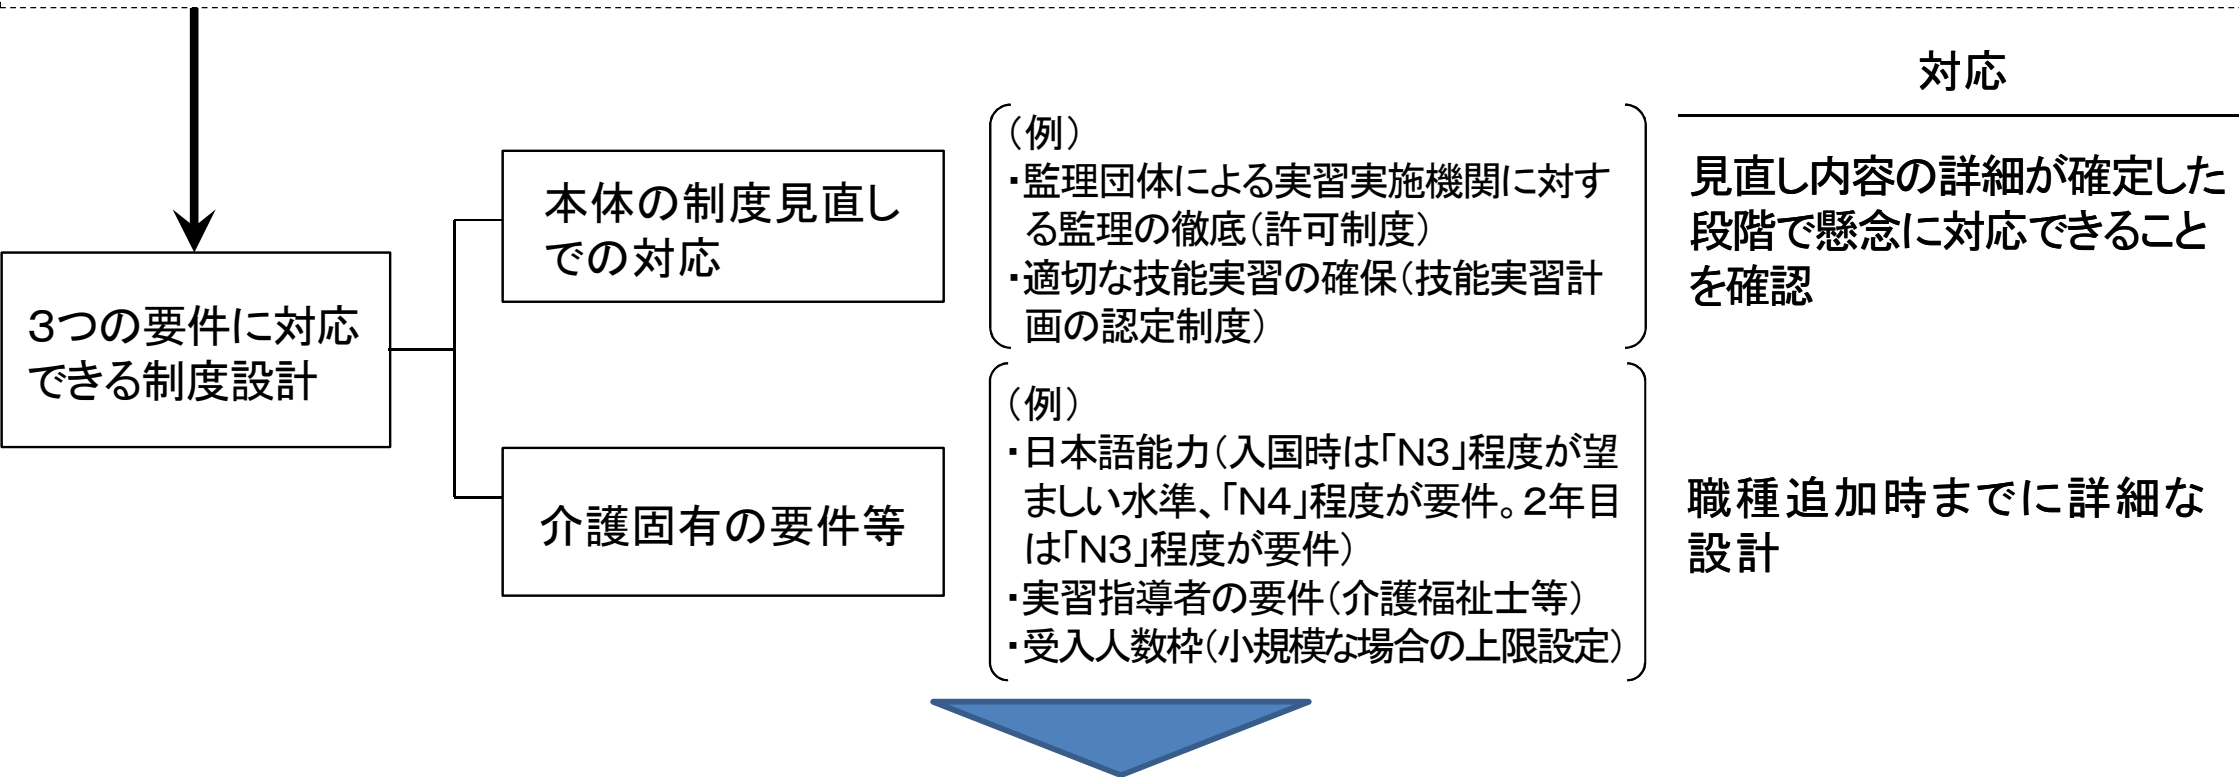 対応
３つの要件に対応
できる制度設計
本体の制度見直し
での対応
（例）
・監理団体による実習実施機関に対す
る監理の徹底（許可制度）
・適切な技能実習の確保（技能実習計
画の認定制度）
見直し内容の詳細が確定した
段階で懸念に対応できること
を確認
介護固有の要件等
（例）
・日本語能力（入国時は「N３」程度が望
ましい水準、「N４」程度が要件。２年目
は「N３」程度が要件）
・実習指導者の要件（介護福祉士等）
・受入人数枠（小規模な場合の上限設定）
職種追加時までに詳細な
設計